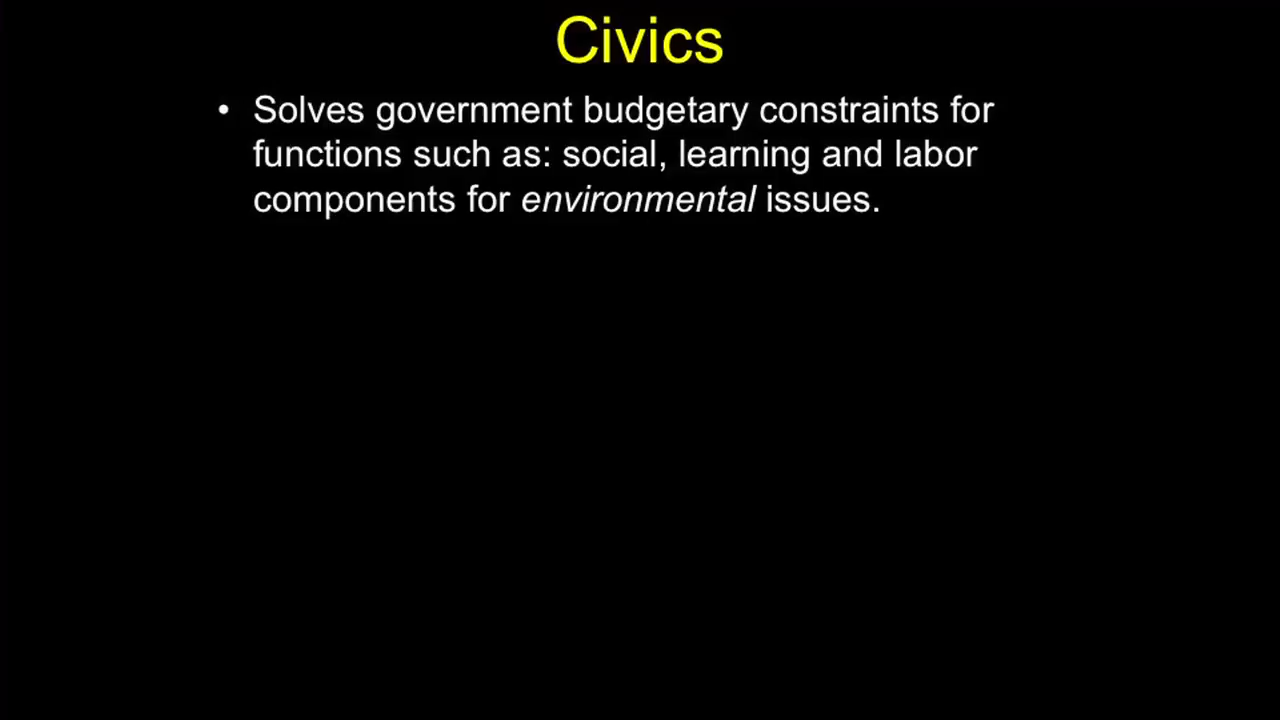 Civics
• Solves government budgetary constraints for
functions such as: social, learning and labor
components for environmental issues.